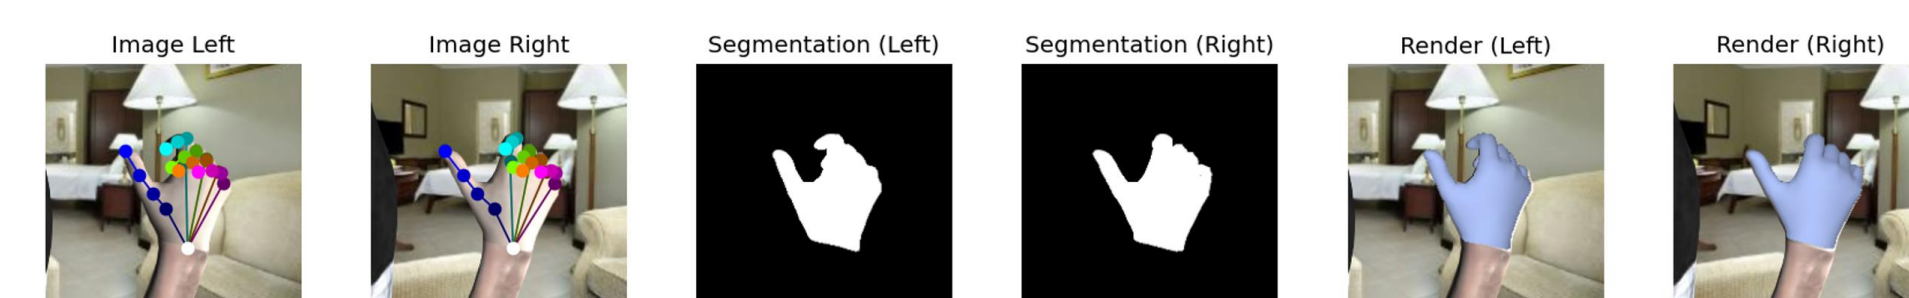 Image Left
Image Right
Segmentation (Left)
Segmentation (Right)
Render (Left)
Render (Right)